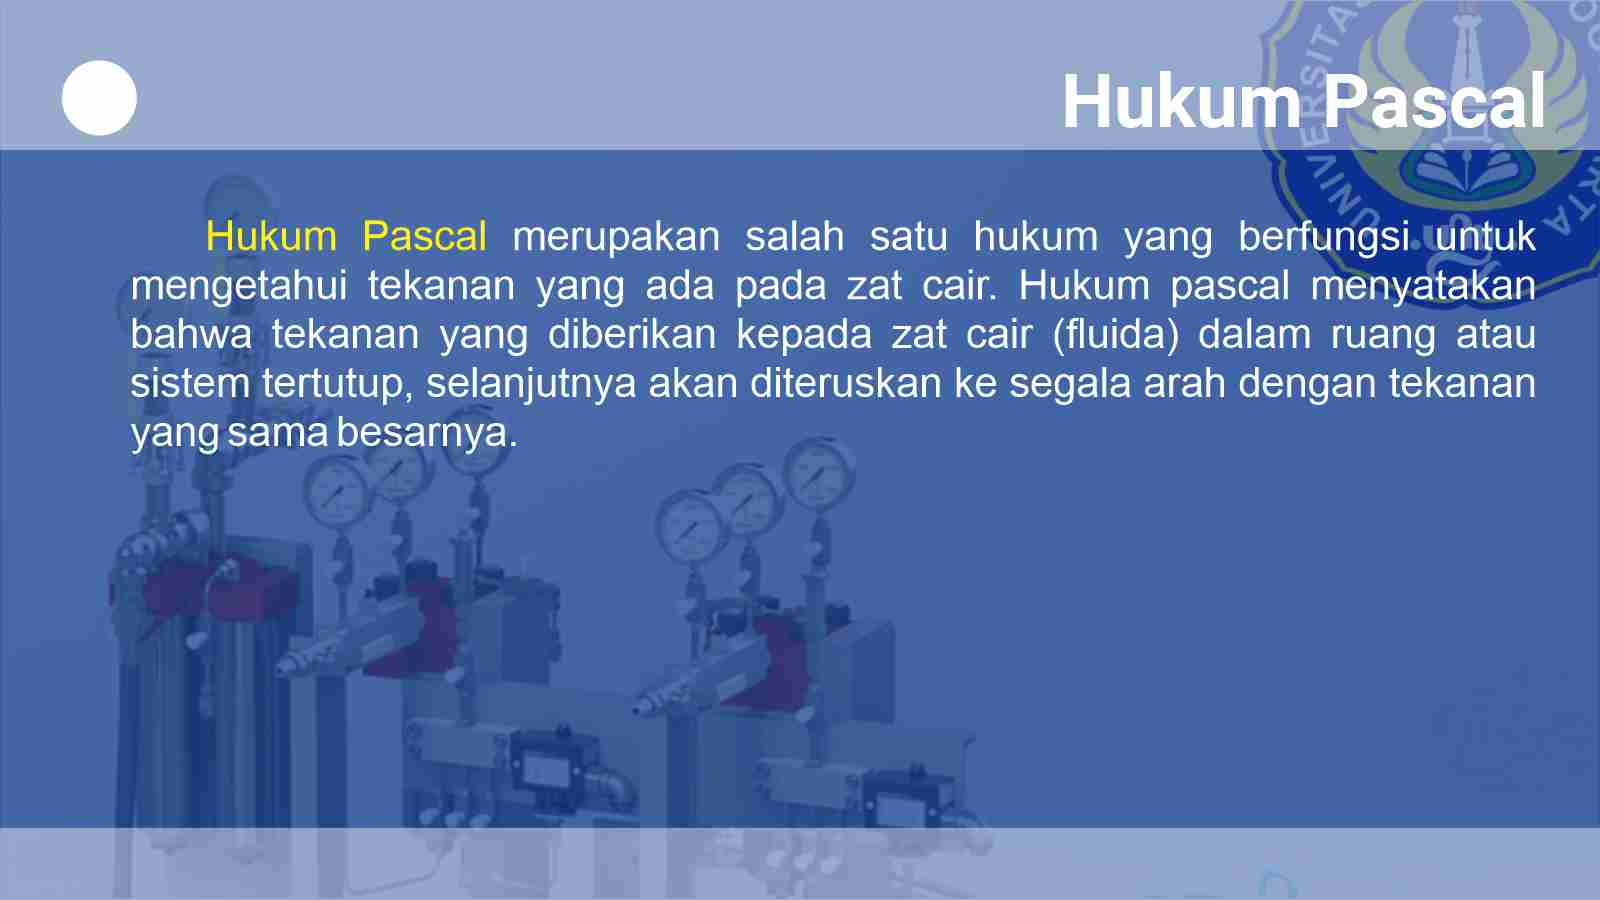 Hukum Pascal
Hukum Pascal merupakan salah satu hukum yang berfungsi untuk
mengetahui tekanan yang ada pada zat cair. Hukum pascal menyatakan
bahwa tekanan yang diberikan kepada zat cair (fluida) dalam ruang atau
sistem tertutup, selanjutnya akan diteruskan ke segala arah dengan tekanan
yang sama besarnya.